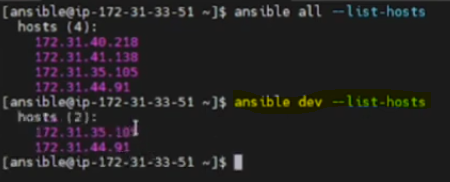 [ansible@ip-172-31-33-51 ~]$ ansible all --list-hosts
hosts (4):
172.31.40.218
172.31.41.138
172.31.35.105
172.31.44.91
[ansible@ip-172-31-33-51 ~]$ ansible dev --list-hosts
hosts (2):
172.31.35.105
172.31.44.91
[ansible@ip-172-31-33-51 ~]$